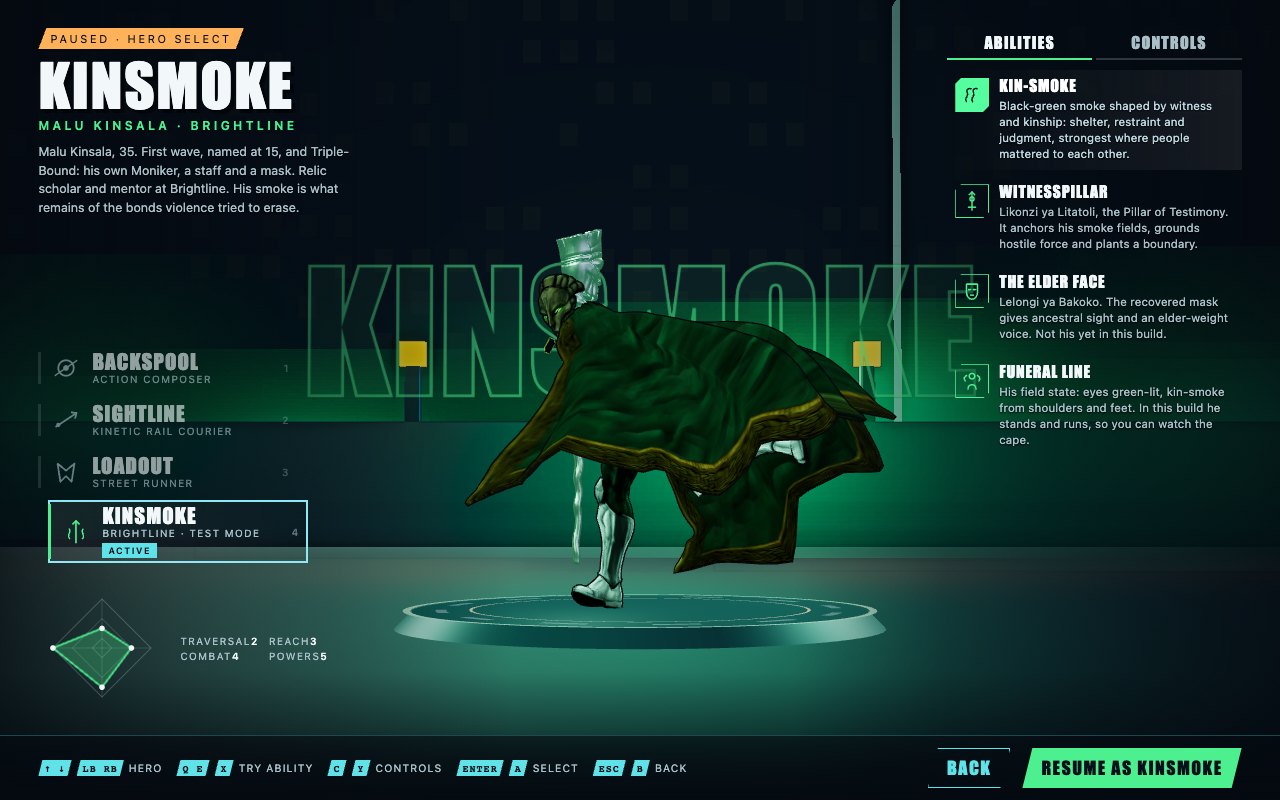 PAUSED · HERO SELECT
KINSMOKE
MALU KINSALA · BRIGHTLINE
Malu Kinsala, 35. First wave, named at 15, and Triple-
Bound: his own Moniker, a staff and a mask. Relic
scholar and mentor at Brightline. His smoke is what
remains of the bonds violence tried to erase.
KINSMOKE
BACKSPOOL 1
ACTION COMPOSER
SIGHTLINE
KINETIC RAIL COURIER 2
LOADOUT 3
STREET RUNNER
KINSMOKE
BRIGHTLINE · TEST MODE 4
ACTIVE
TRAVERSAL2 REACH3
COMBAT4 POWERS5
ABILITIES CONTROLS
KIN-SMOKE
Black-green smoke shaped by witness
and kinship: shelter, restraint and
judgment, strongest where people
mattered to each other.
WITNESSPILLAR
Likonzi ya Litatoli, the Pillar of Testimony.
It anchors his smoke fields, grounds
hostile force and plants a boundary.
THE ELDER FACE
Lelongi ya Bakoko. The recovered mask
gives ancestral sight and an elder-weight
voice. Not his yet in this build.
FUNERAL LINE
His field state: eyes green-lit, kin-smoke
from shoulders and feet. In this build he
stands and runs, so you can watch the
cape.
↑ ↓ LB RB HERO Q E X TRY ABILITY C Y CONTROLS ENTER A SELECT ESC B BACK
BACK RESUME AS KINSMOKE